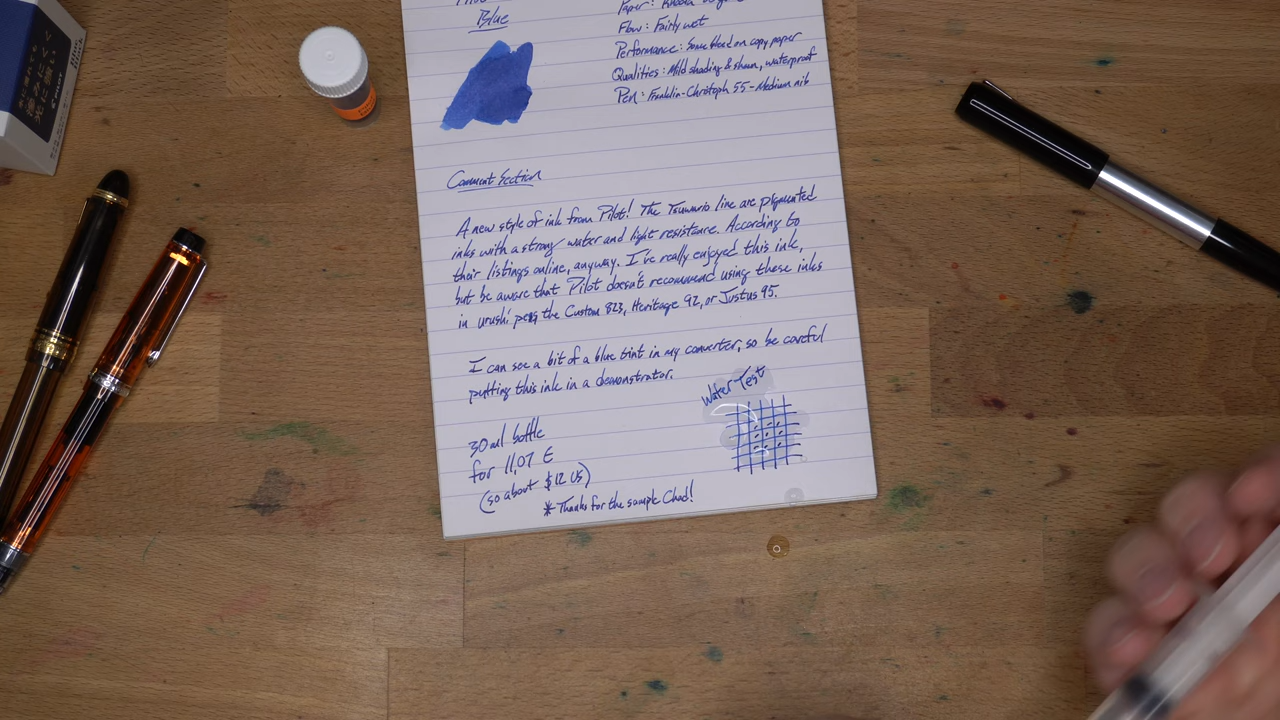 Blue
Paper: Rhodia
Flow: Fairly wet
Performance: Some bleed on copy paper
Qualities: Mild shading & sheen, waterproof
Pen: Franklin-Christoph 55 - Medium nib
Comment Section
A new style of ink from Pilot! The Tsuwairo line are pigmented
inks with a strong water and light resistance. According to
their listings online, anyway. I've really enjoyed this ink,
but be aware that Pilot doesn't recommend using these inks
in urushi pens the Custom 823, Heritage 92, or Justus 95.
I can see a bit of a blue tint in my converter, so be careful
putting this ink in a demonstrator.
Water Test
30 ml bottle
for 11,07 €
(so about $12 US)
* Thanks for the sample Chad!
PILOT